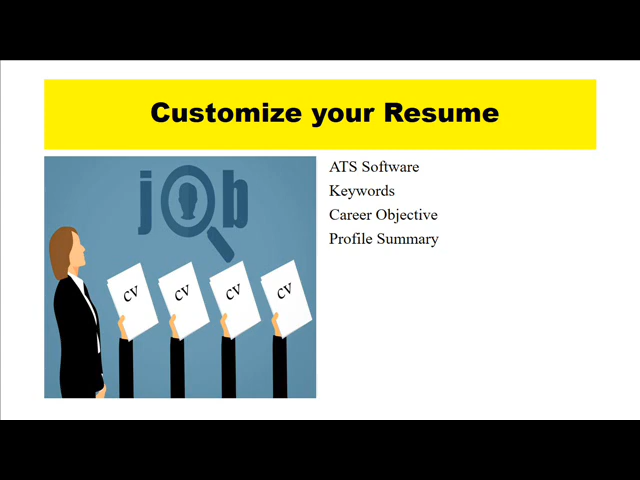 Customize your Resume
job
ATS Software
Keywords
Career Objective
Profile Summary
CV
CV
CV
CV